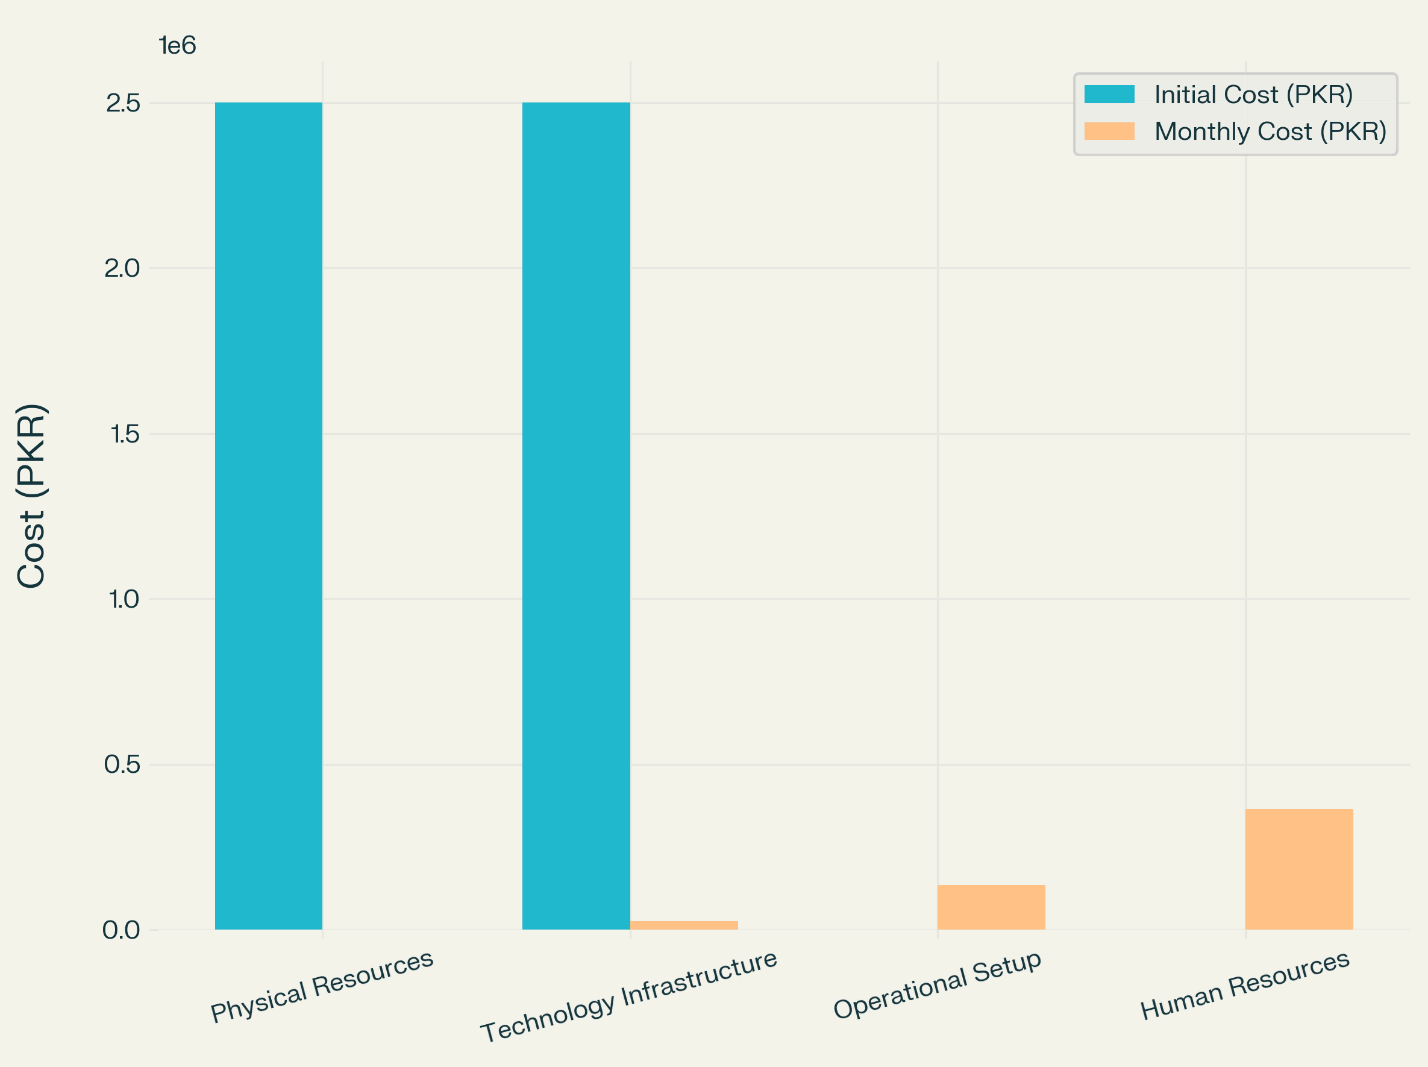 1e6
2.5
2.0
1.5
1.0
0.5
0.0
Cost (PKR)
Initial Cost (PKR)
Monthly Cost (PKR)
Physical Resources
Technology Infrastructure
Operational Setup
Human Resources